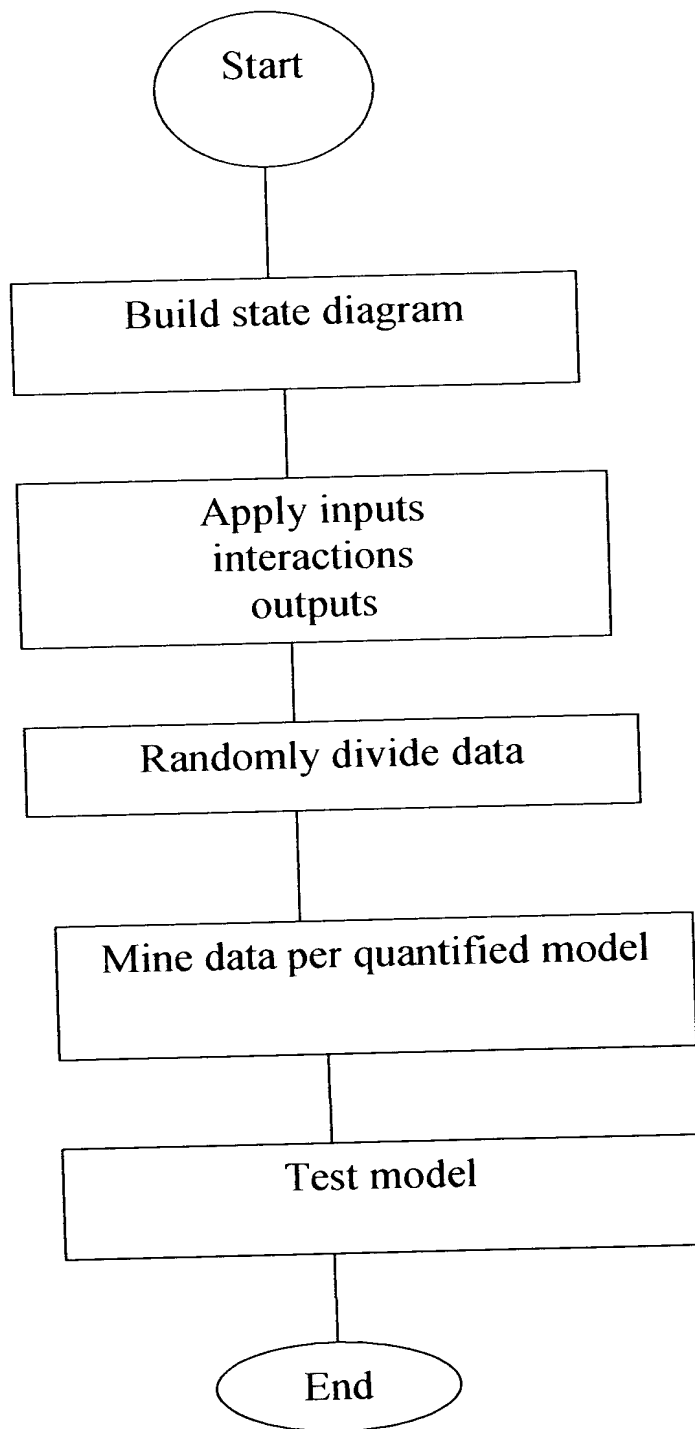 Start
Build state diagram
Apply inputs
interactions
outputs
Randomly divide data
Mine data per quantified model
Test model
End